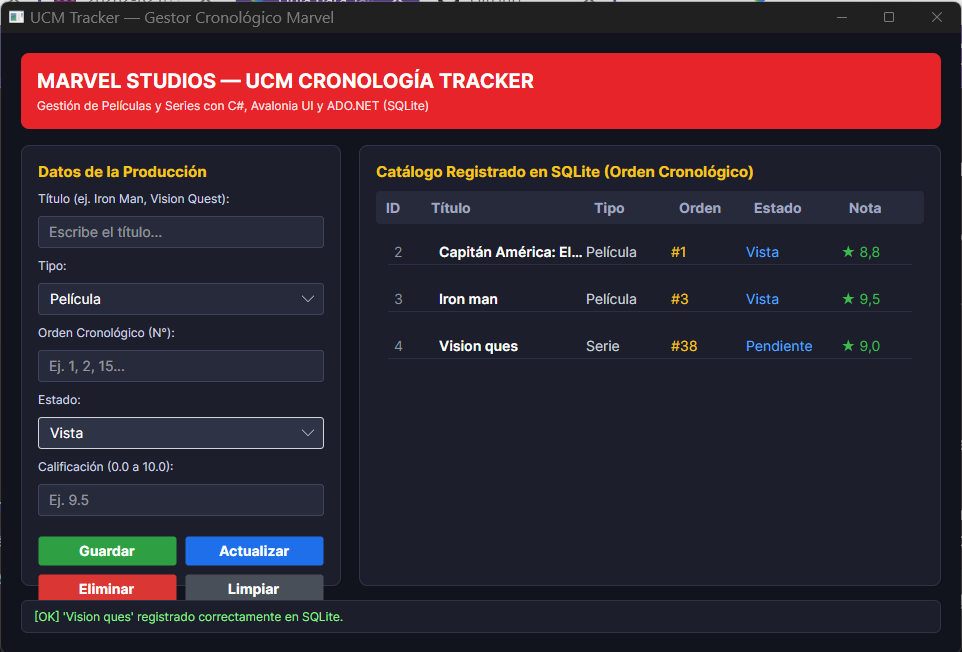 UCM Tracker — Gestor Cronológico Marvel
MARVEL STUDIOS — UCM CRONOLOGÍA TRACKER
Gestión de Películas y Series con C#, Avalonia UI y ADO.NET (SQLite)
Datos de la Producción
Título (ej. Iron Man, Vision Quest):
Escribe el título...
Tipo:
Película
Orden Cronológico (N°):
Ej. 1, 2, 15...
Estado:
Vista
Calificación (0.0 a 10.0):
Ej. 9.5
Guardar Actualizar
Eliminar Limpiar
Catálogo Registrado en SQLite (Orden Cronológico)
ID Título Tipo Orden Estado Nota
2 Capitán América: El... Película #1 Vista ★ 8,8
3 Iron man Película #3 Vista ★ 9,5
4 Vision ques Serie #38 Pendiente ★ 9,0
[OK] 'Vision ques' registrado correctamente en SQLite.